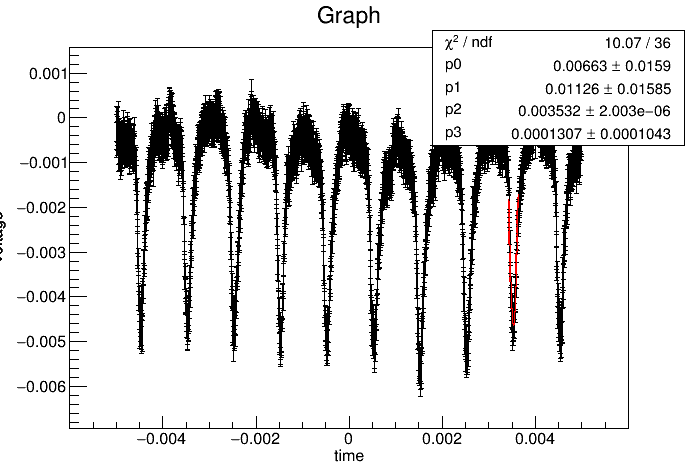 Graph
χ² / ndf 10.07 / 36
p0 0.00663 ± 0.0159
p1 0.01126 ± 0.01585
p2 0.003532 ± 2.003e−06
p3 0.0001307 ± 0.0001043
0.001
0
−0.001
−0.002
−0.003
−0.004
−0.005
−0.006
−0.004 −0.002 0 0.002 0.004
time